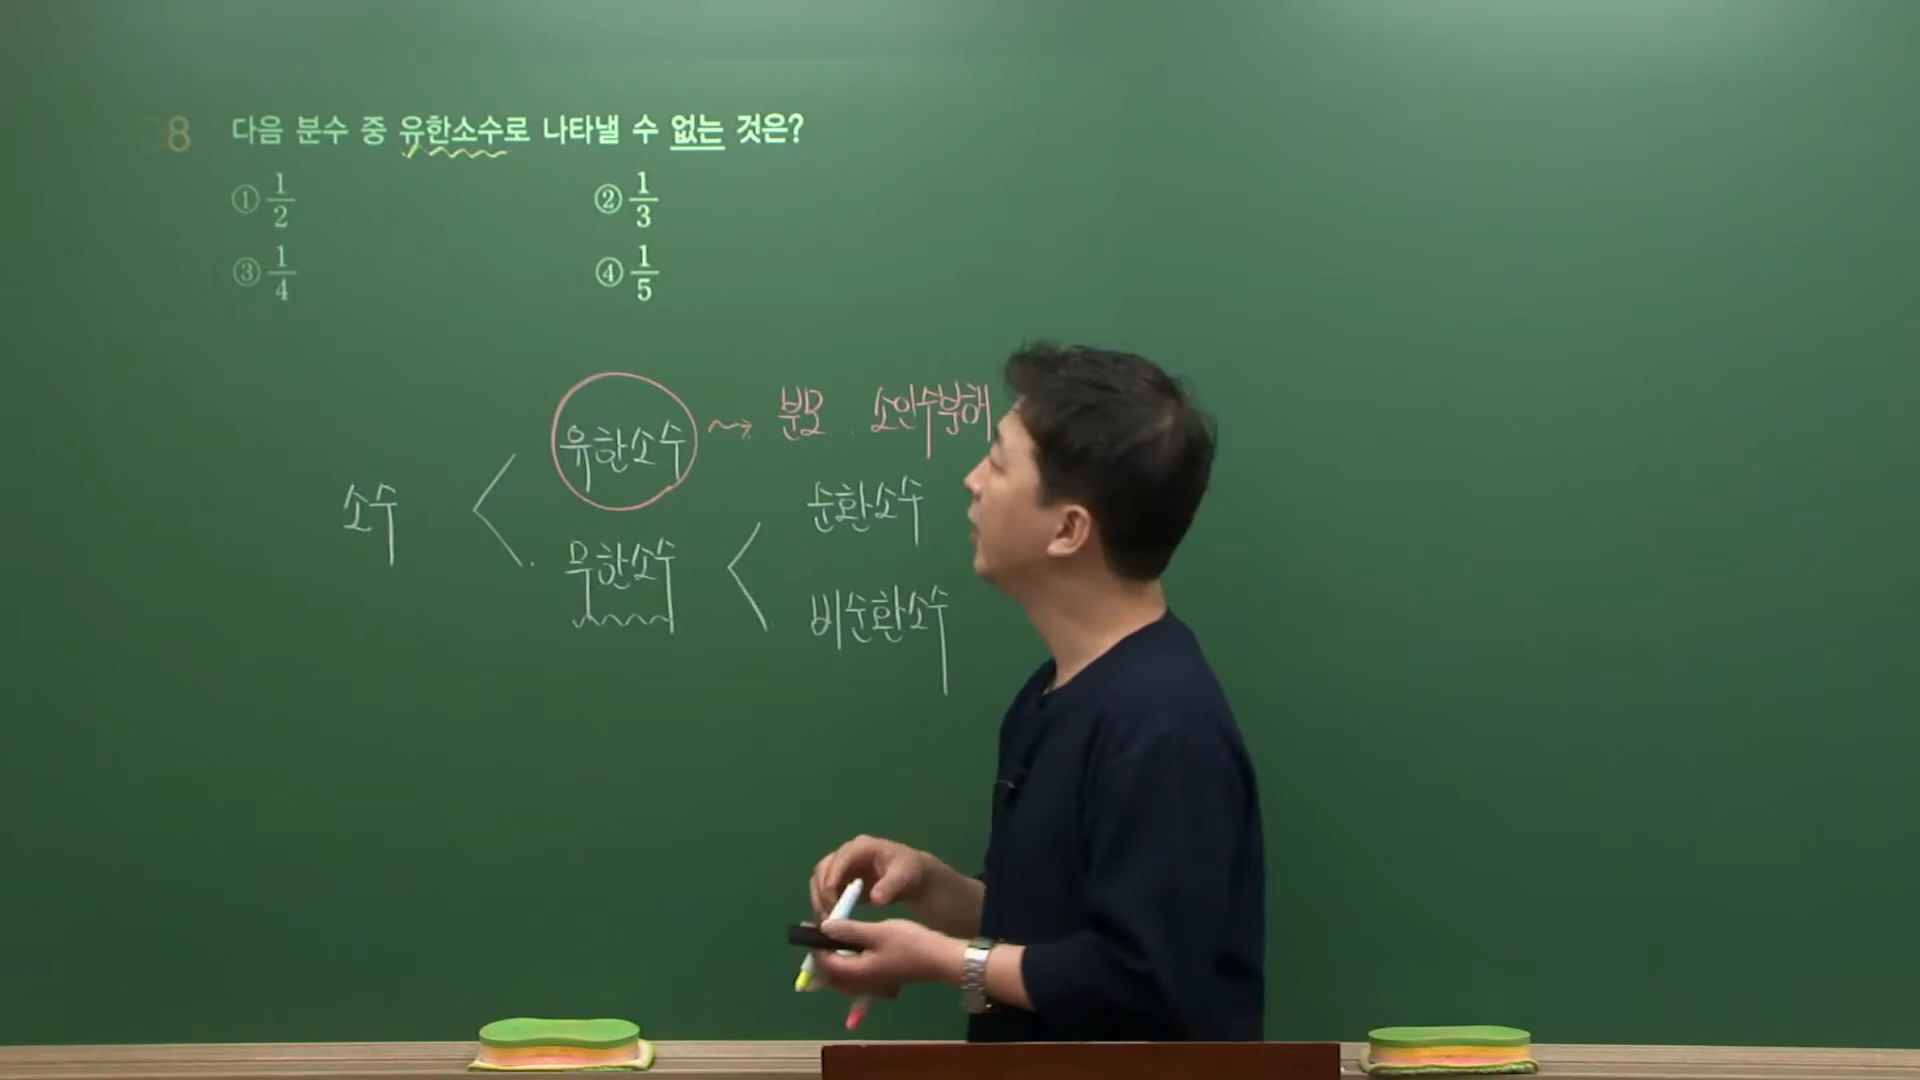 8 다음 분수 중 유한소수로 나타낼 수 없는 것은?
① 1/2 ② 1/3
③ 1/4 ④ 1/5
유한소수 → 분모 소인수분해
소수
순환소수
무한소수
비순환소수